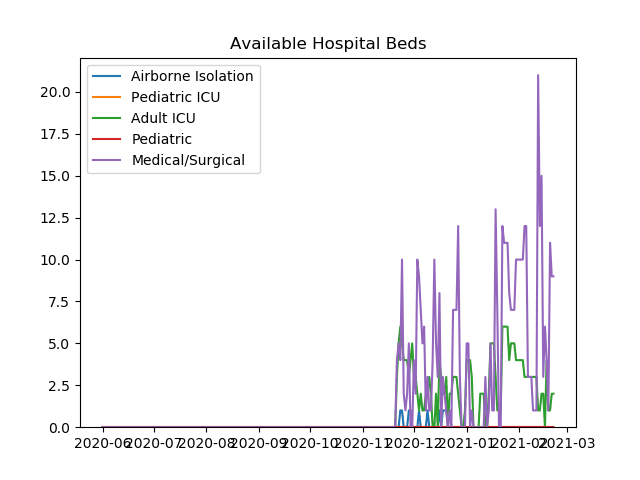 Available Hospital Beds
Airborne Isolation
Pediatric ICU
Adult ICU
Pediatric
Medical/Surgical
20.0
17.5
15.0
12.5
10.0
7.5
5.0
2.5
0.0
2020-06 2020-07 2020-08 2020-09 2020-10 2020-11 2020-12 2021-01 2021-02 2021-03